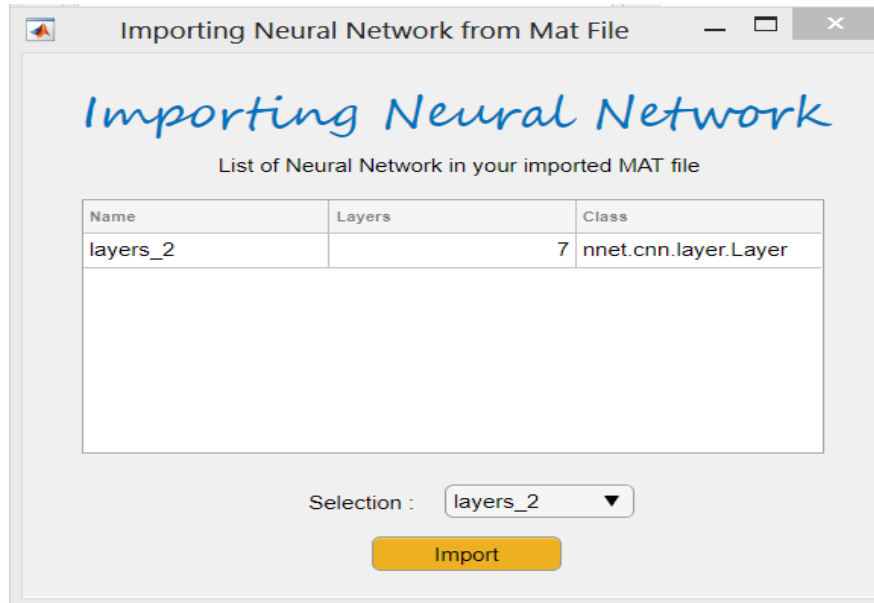 Importing Neural Network from Mat File
Importing Neural Network
List of Neural Network in your imported MAT file
Name Layers Class
layers_2 7 nnet.cnn.layer.Layer
Selection : layers_2
Import